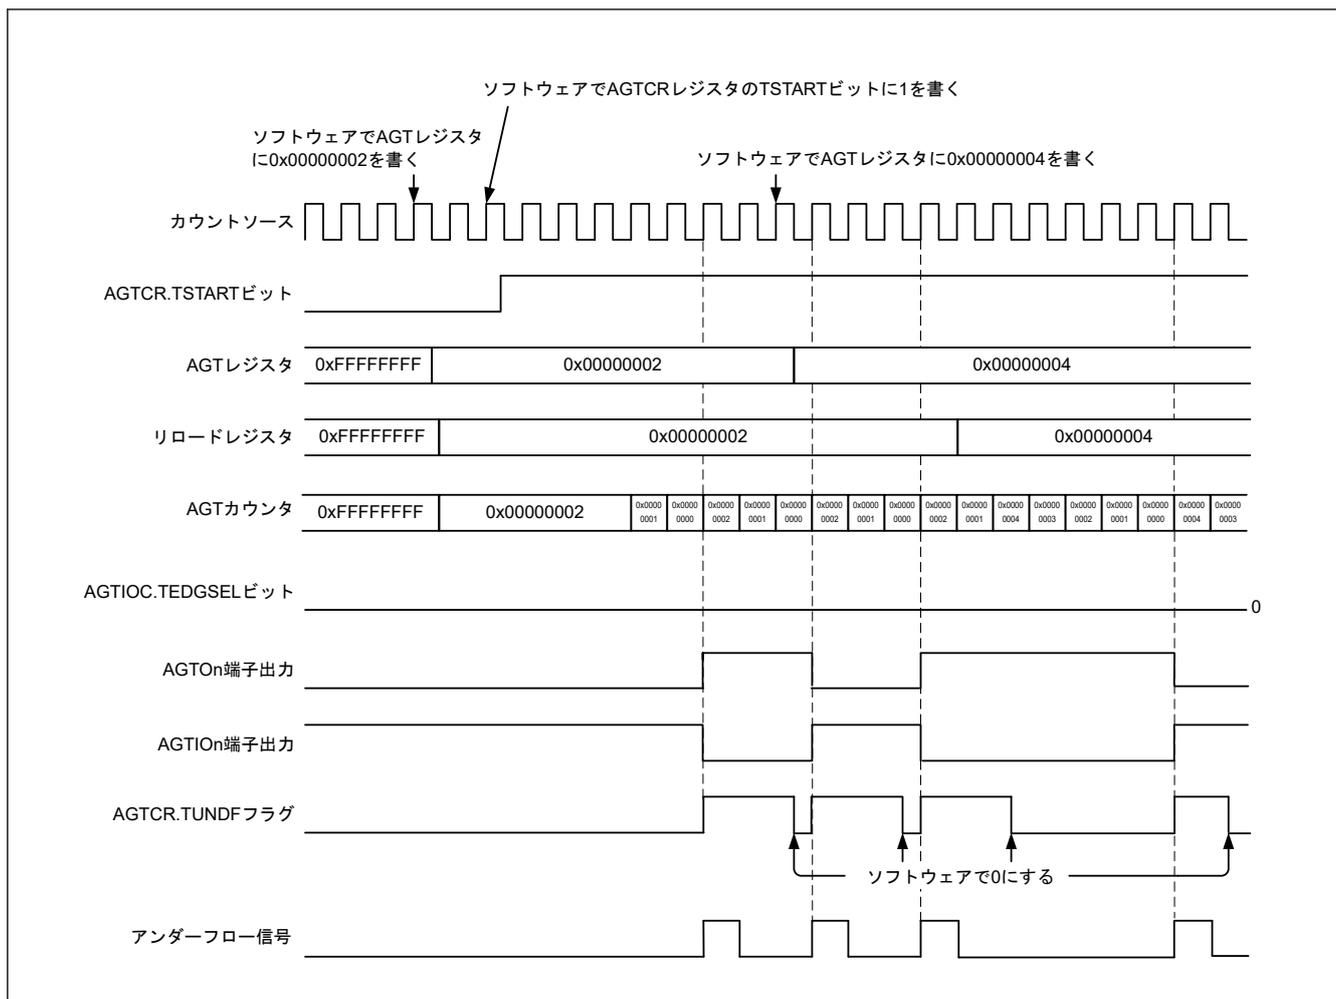 ソフトウェアでAGTCRレジスタのTSTARTビットに1を書く
ソフトウェアでAGTレジスタ
に0x00000002を書く
ソフトウェアでAGTレジスタに0x00000004を書く
カウントソース
AGTCR.TSTARTビット
AGTレジスタ 0xFFFFFFFF 0x00000002 0x00000004
リロードレジスタ 0xFFFFFFFF 0x00000002 0x00000004
AGTカウンタ 0xFFFFFFFF 0x00000002
0x0000 0x0000 0x0000 0x0000 0x0000 0x0000 0x0000 0x0000 0x0000 0x0000 0x0000 0x0000 0x0000 0x0000 0x0000 0x0000 0x0000
0001 0000 0002 0001 0000 0002 0001 0000 0002 0001 0004 0003 0002 0001 0000 0004 0003
AGTIOC.TEDGSELビット
0
AGTOn端子出力
AGTIOn端子出力
AGTCR.TUNDFフラグ
ソフトウェアで0にする
アンダーフロー信号